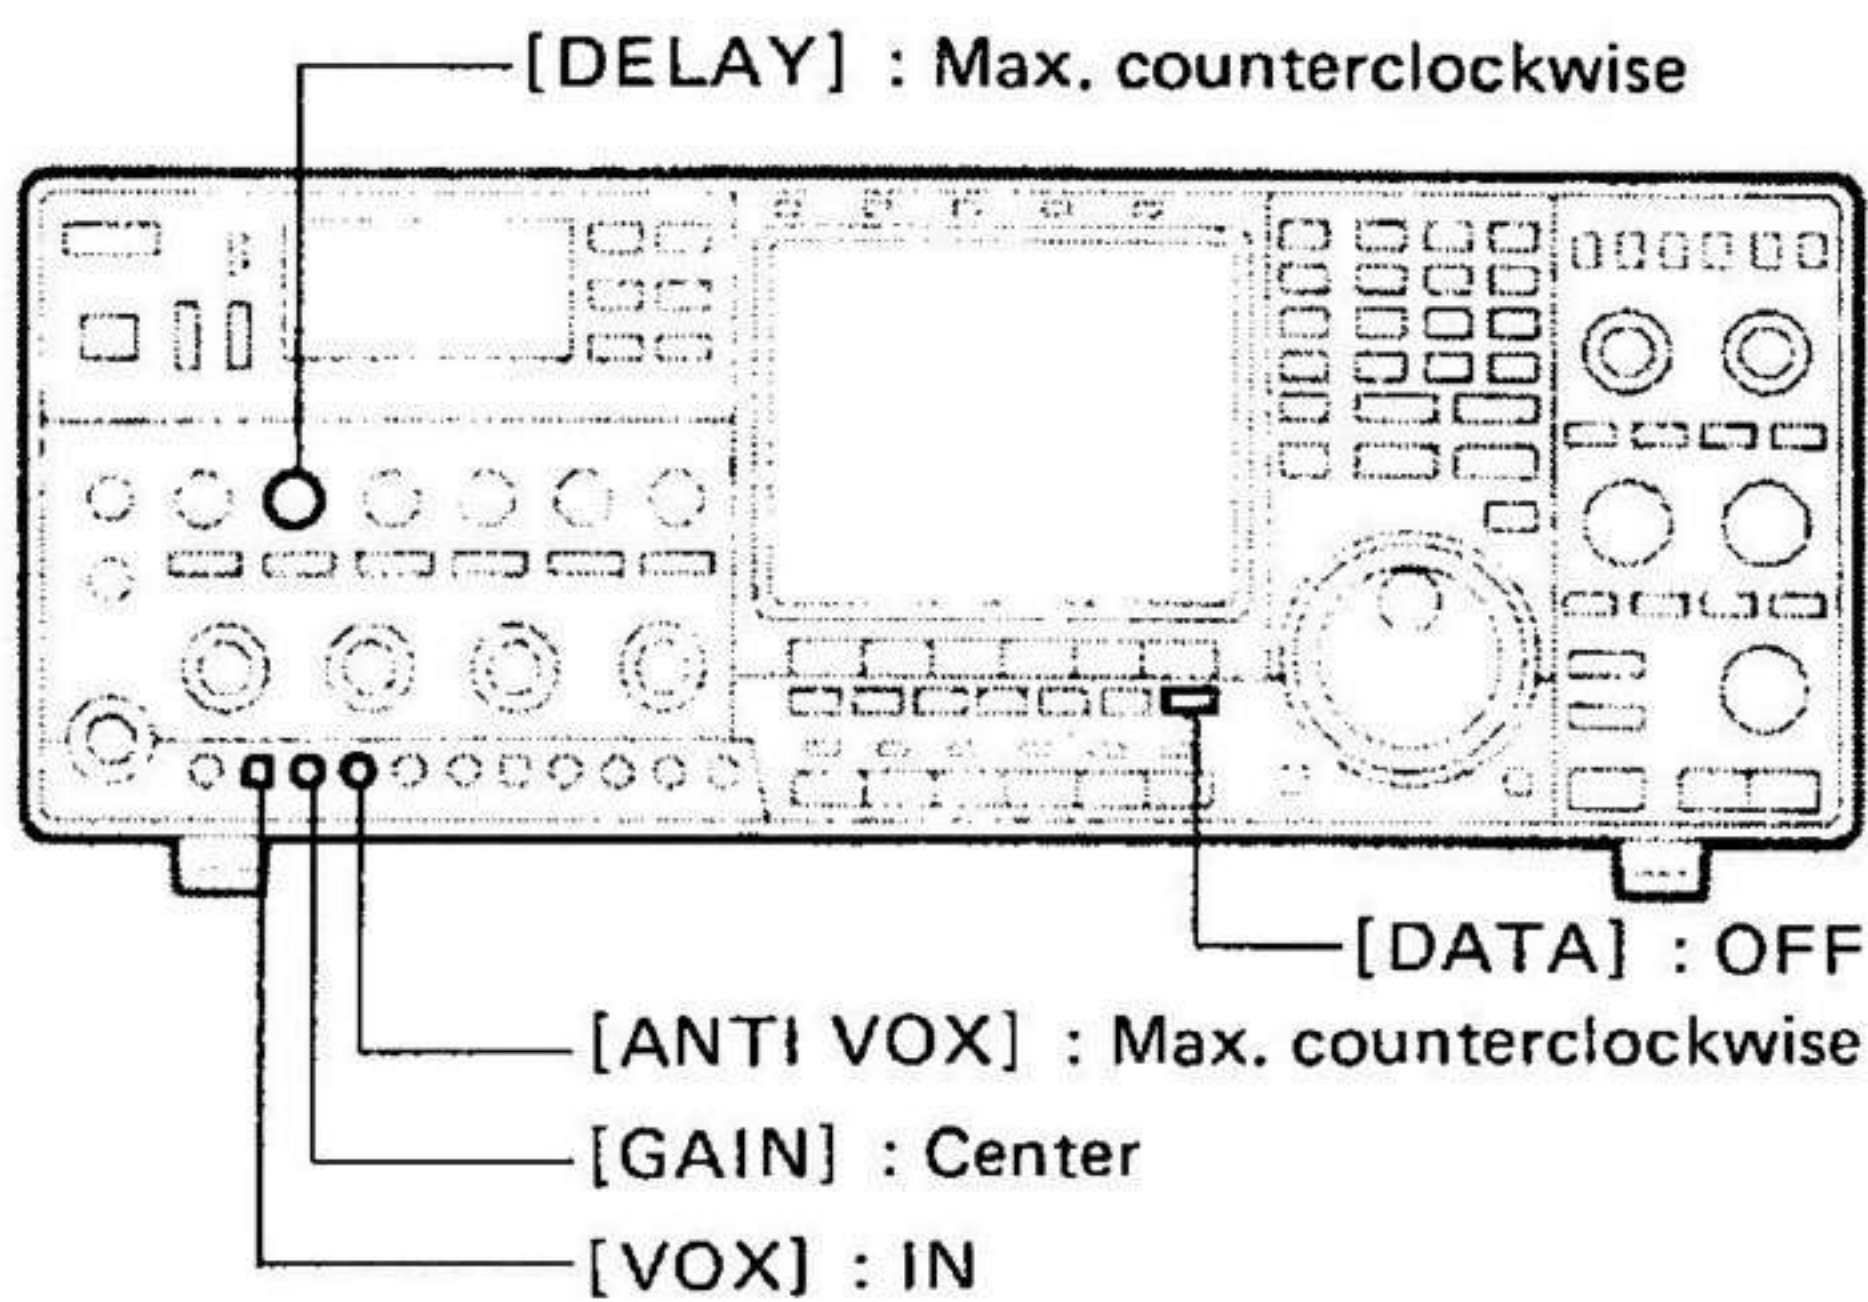 [DELAY] : Max. counterclockwise
[DATA] : OFF
[ANTI VOX] : Max. counterclockwise
[GAIN] : Center
[VOX] : IN